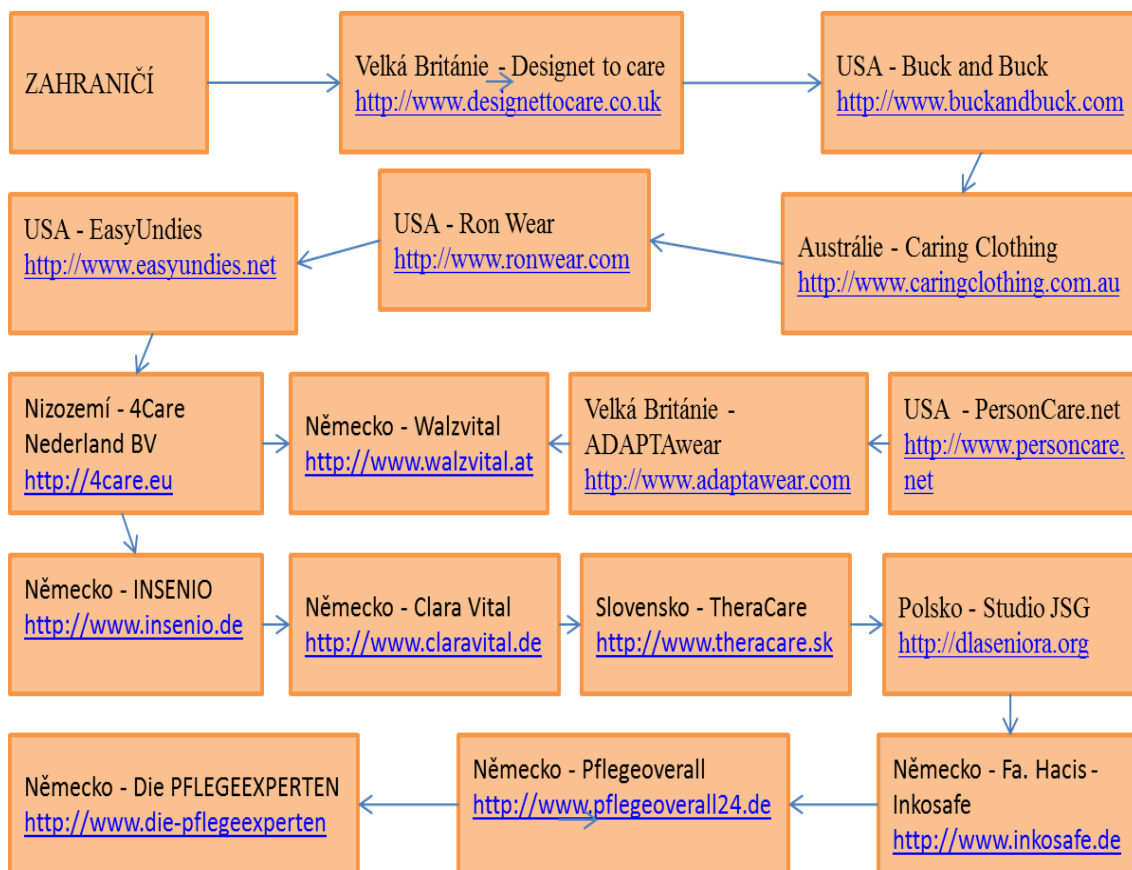 ZAHRANIČÍ
Velká Británie - Designet to care
http://www.designettocare.co.uk
USA - Buck and Buck
http://www.buckandbuck.com
USA - EasyUndies
http://www.easyundies.net
USA - Ron Wear
http://www.ronwear.com
Austrálie - Caring Clothing
http://www.caringclothing.com.au
Nizozemí - 4Care
Nederland BV
http://4care.eu
Německo - Walzvital
http://www.walzvital.at
Velká Británie -
ADAPTAwear
http://www.adaptawear.com
USA - PersonCare.net
http://www.personcare.
net
Německo - INSENIO
http://www.insenio.de
Německo - Clara Vital
http://www.claravital.de
Slovensko - TheraCare
http://www.theracare.sk
Polsko - Studio JSG
http://dlaseniora.org
Německo - Die PFLEGEEXPERTEN
http://www.die-pflegeexperten
Německo - Pflegeoverall
http://www.pflegeoverall24.de
Německo - Fa. Hacis -
Inkosafe
http://www.inkosafe.de